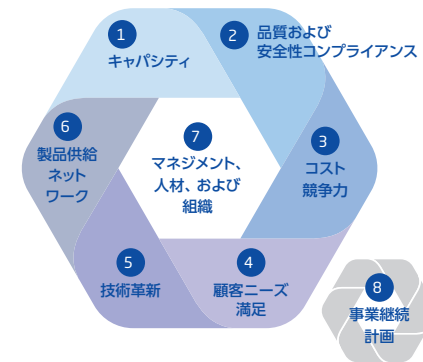 1
キャパシティ
2
品質および
安全性コンプライアンス
3
コスト
競争力
4
顧客ニーズ
満足
5
技術革新
6
製品供給
ネット
ワーク
7
マネジメント、
人材、および
組織
8
事業継続
計画